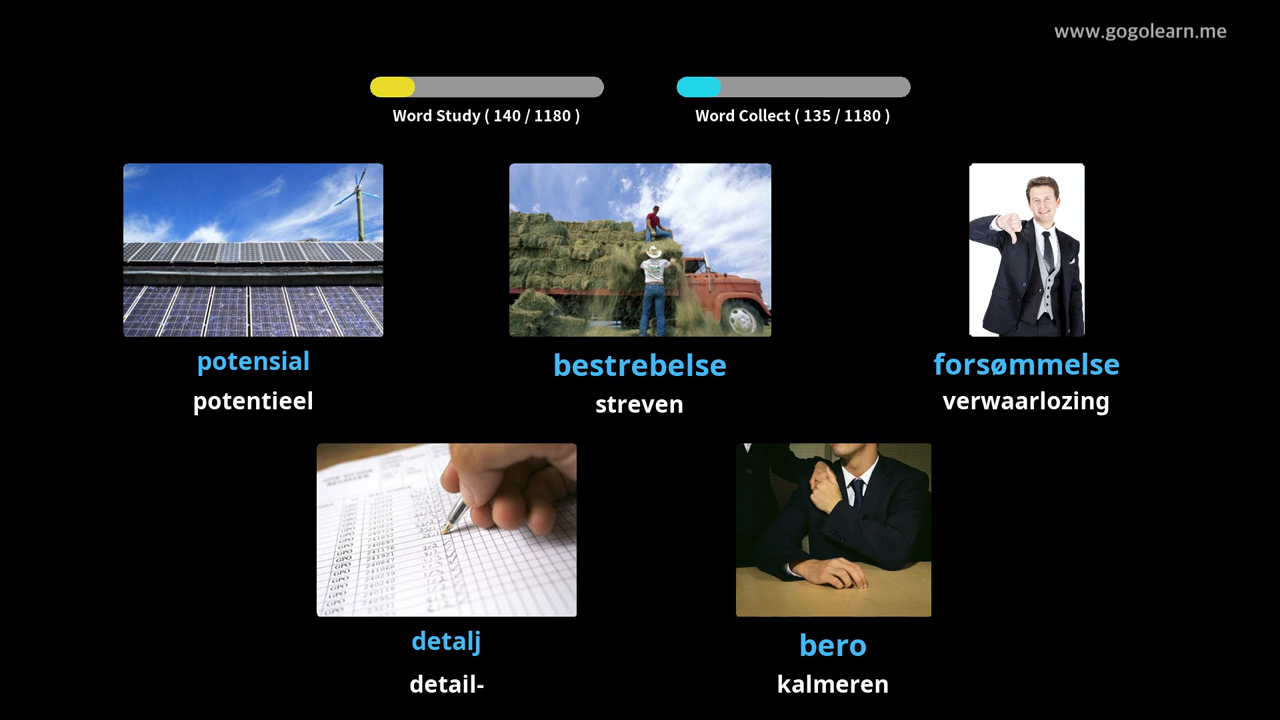 www.gogolearn.me
Word Study ( 140 / 1180 )
Word Collect ( 135 / 1180 )
potensial
potentieel
bestrebelse
streven
forsømmelse
verwaarlozing
detalj
detail-
bero
kalmeren